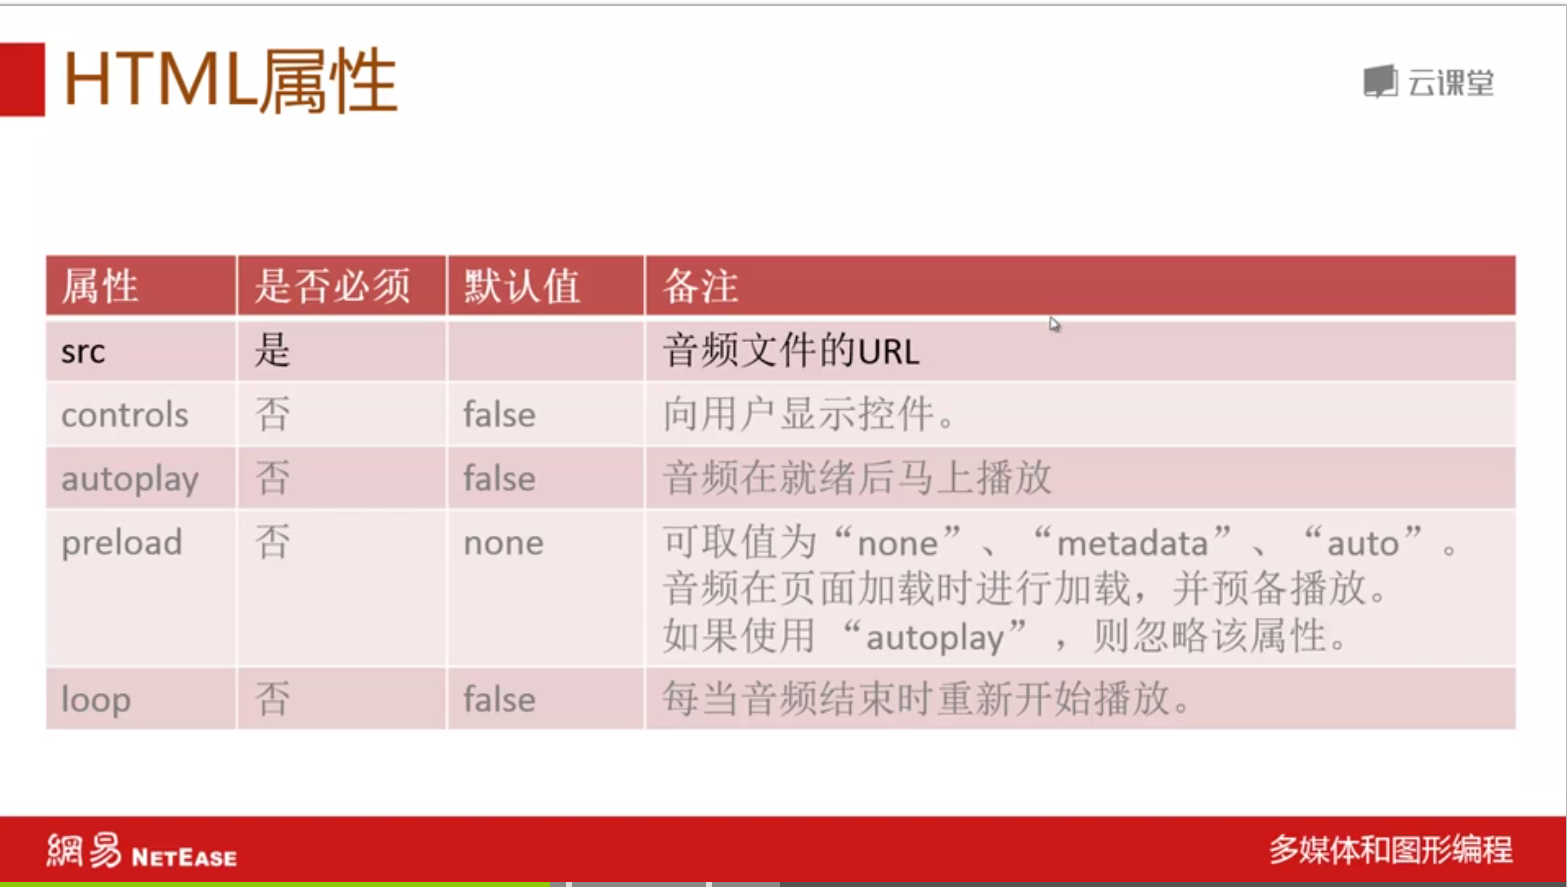 HTML属性
云课堂
属性 是否必须 默认值 备注
src 是 音频文件的URL
controls 否 false 向用户显示控件。
autoplay 否 false 音频在就绪后马上播放
preload 否 none 可取值为“none”、“metadata”、“auto”。
音频在页面加载时进行加载，并预备播放。
如果使用“autoplay”，则忽略该属性。
loop 否 false 每当音频结束时重新开始播放。
網易 NETEASE
多媒体和图形编程